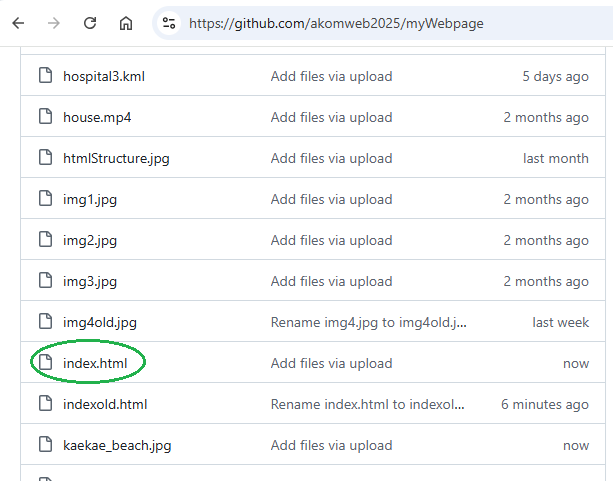 https://github.com/akomweb2025/myWebpage
hospital3.kml Add files via upload 5 days ago
house.mp4 Add files via upload 2 months ago
htmlStructure.jpg Add files via upload last month
img1.jpg Add files via upload 2 months ago
img2.jpg Add files via upload 2 months ago
img3.jpg Add files via upload 2 months ago
img4old.jpg Rename img4.jpg to img4old.j... last week
index.html Add files via upload now
indexold.html Rename index.html to indexol... 6 minutes ago
kaekae_beach.jpg Add files via upload now